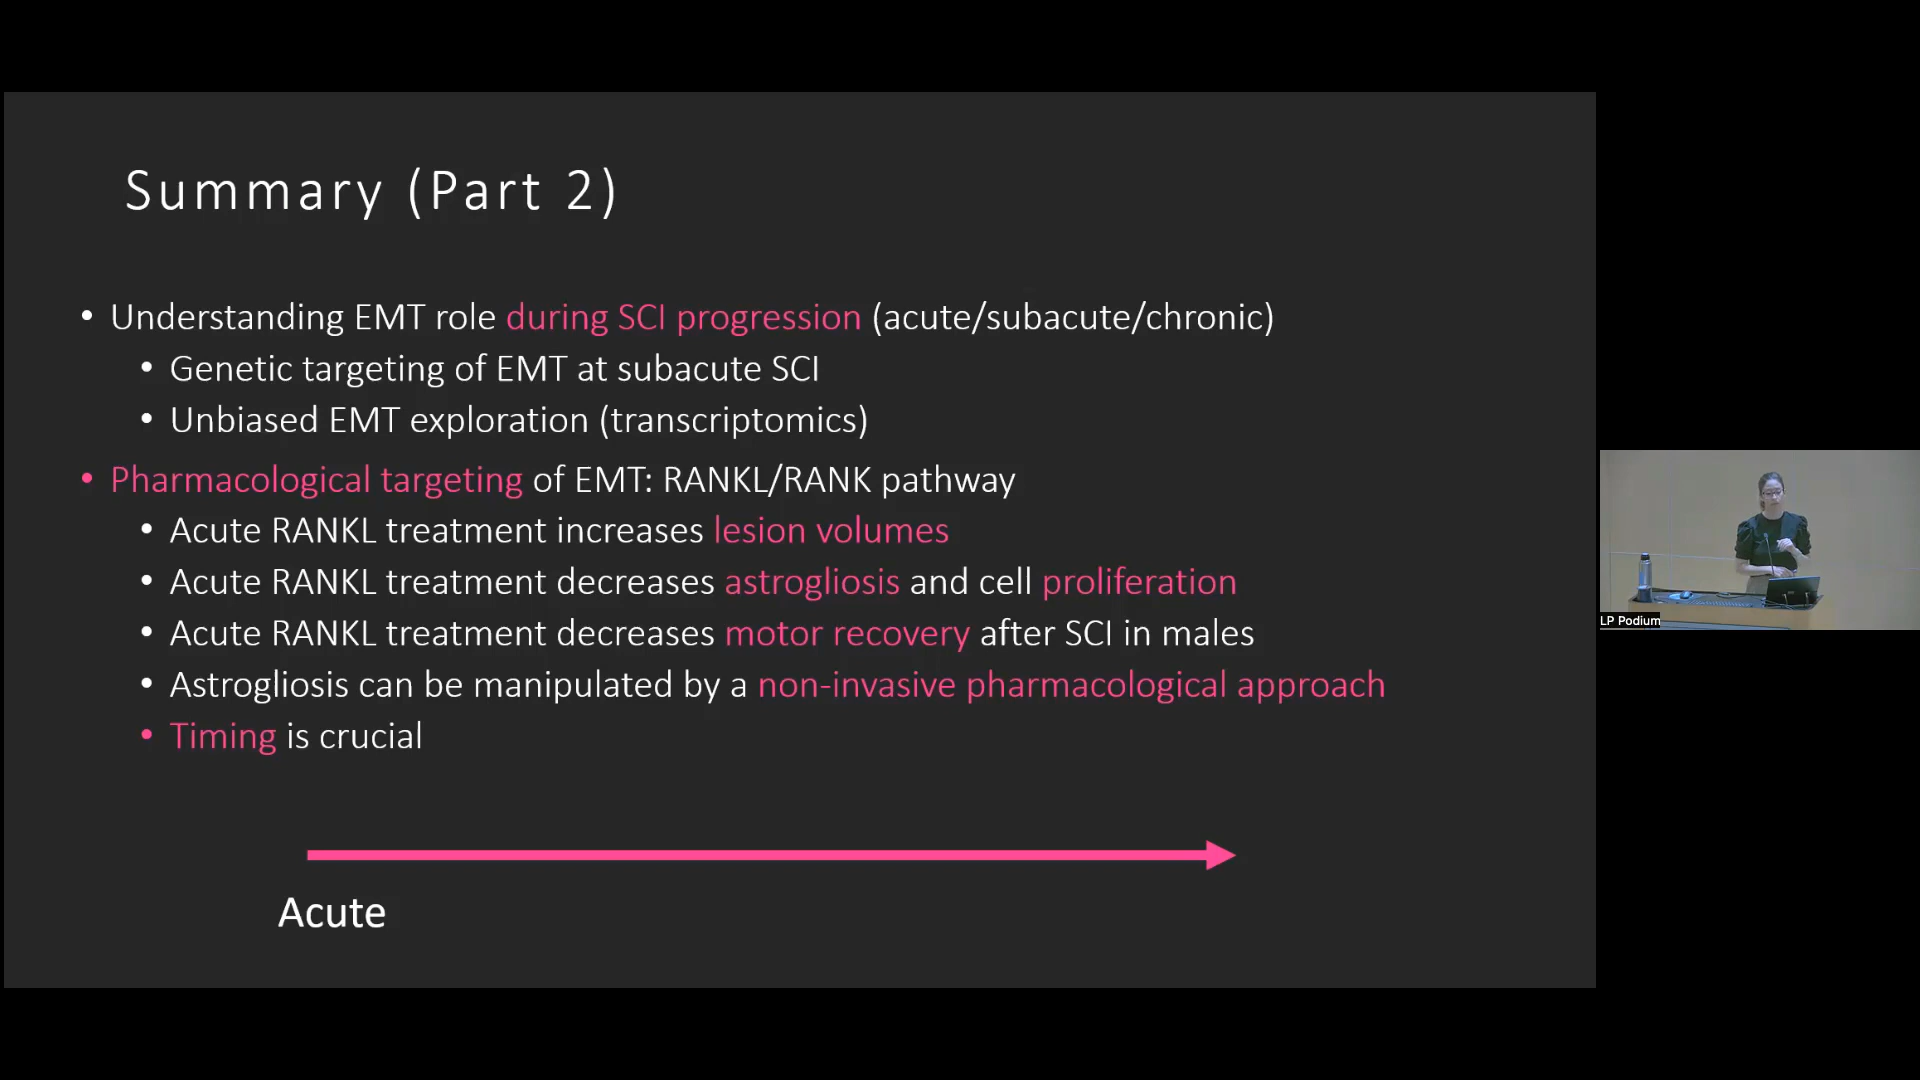 Summary (Part 2)
• Understanding EMT role during SCI progression (acute/subacute/chronic)
• Genetic targeting of EMT at subacute SCI
• Unbiased EMT exploration (transcriptomics)
• Pharmacological targeting of EMT: RANKL/RANK pathway
• Acute RANKL treatment increases lesion volumes
• Acute RANKL treatment decreases astrogliosis and cell proliferation
• Acute RANKL treatment decreases motor recovery after SCI in males
• Astrogliosis can be manipulated by a non-invasive pharmacological approach
• Timing is crucial
Acute
LP Podium